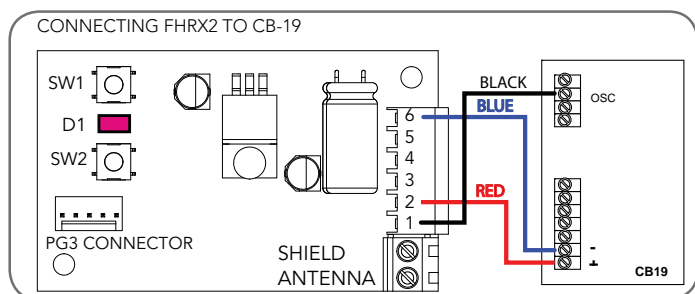 CONNECTING FHRX2 TO CB-19
SW1
D1
SW2
PG3 CONNECTOR
6
5
4
3
2
1
SHIELD
ANTENNA
BLACK
BLUE
RED
OSC
-
+
CB19